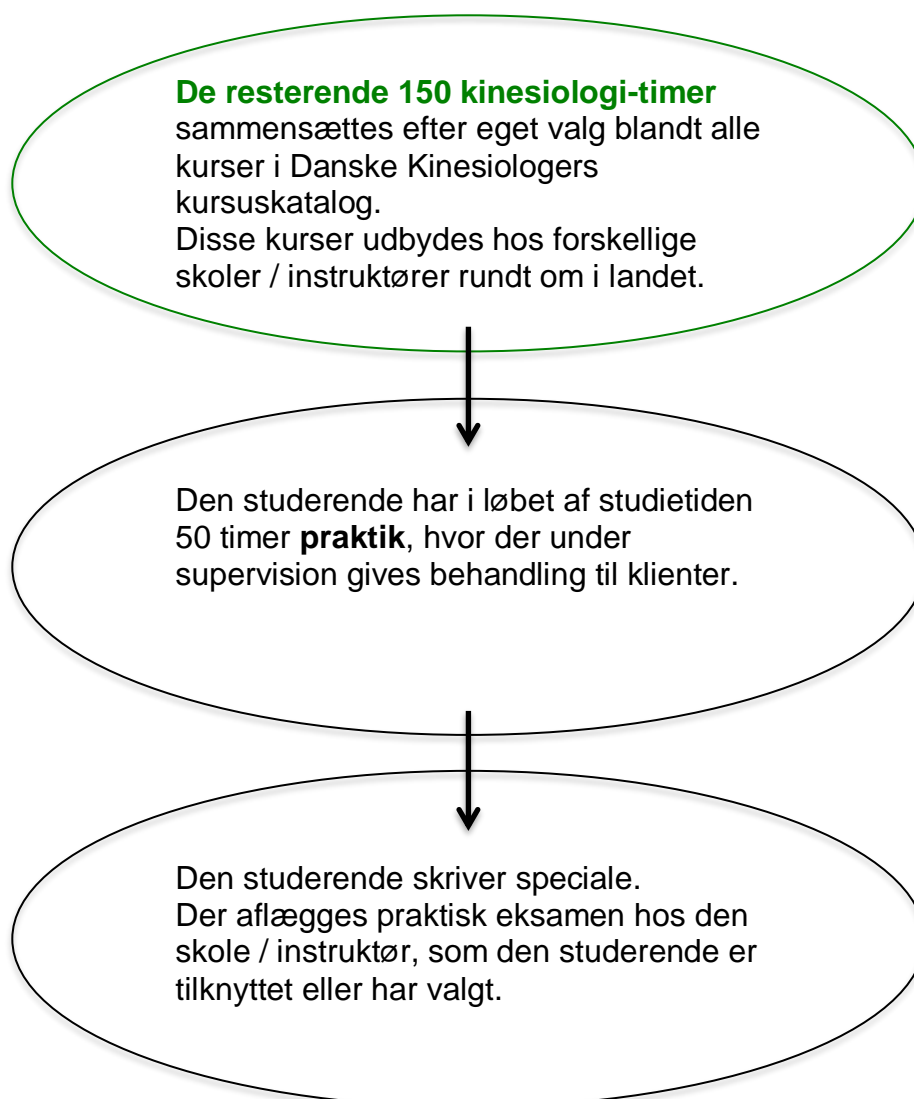 De resterende 150 kinesiologi-timer
sammensættes efter eget valg blandt alle
kurser i Danske Kinesiologers
kursuskatalog.
Disse kurser udbydes hos forskellige
skoler / instruktører rundt om i landet.
Den studerende har i løbet af studietiden
50 timer praktik, hvor der under
supervision gives behandling til klienter.
Den studerende skriver speciale.
Der aflægges praktisk eksamen hos den
skole / instruktør, som den studerende er
tilknyttet eller har valgt.